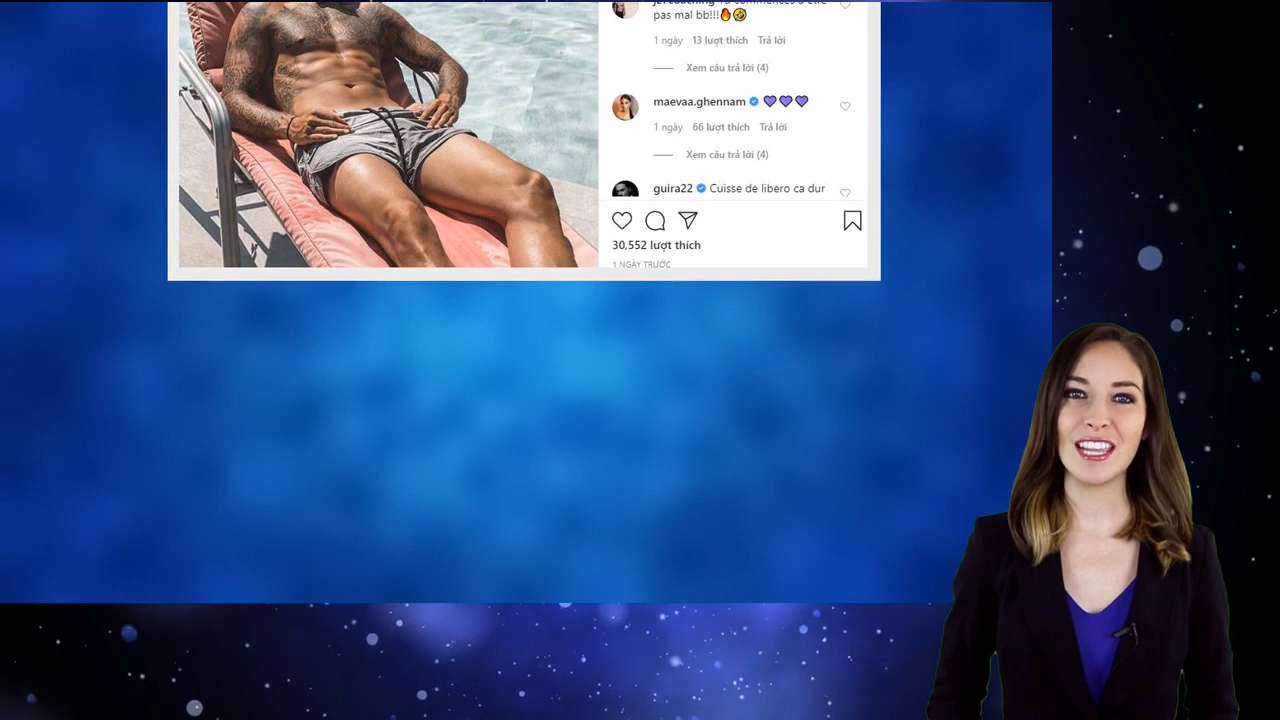 pas mal bb!!!🔥🤣
1 ngày 13 lượt thích Trả lời
Xem câu trả lời (4)
maevaa.ghennam 💜💜💜
1 ngày 66 lượt thích Trả lời
Xem câu trả lời (4)
guira22 Cuisse de libero ca dur
30,552 lượt thích
1 NGÀY TRƯỚC